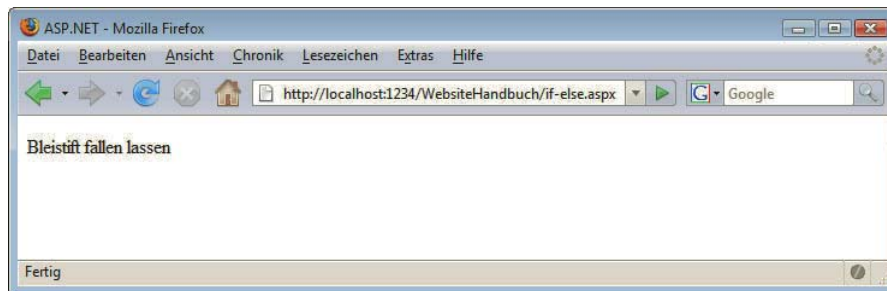 ASP.NET - Mozilla Firefox
Datei Bearbeiten Ansicht Chronik Lesezeichen Extras Hilfe
http://localhost:1234/WebsiteHandbuch/if-else.aspx G Google
Bleistift fallen lassen
Fertig